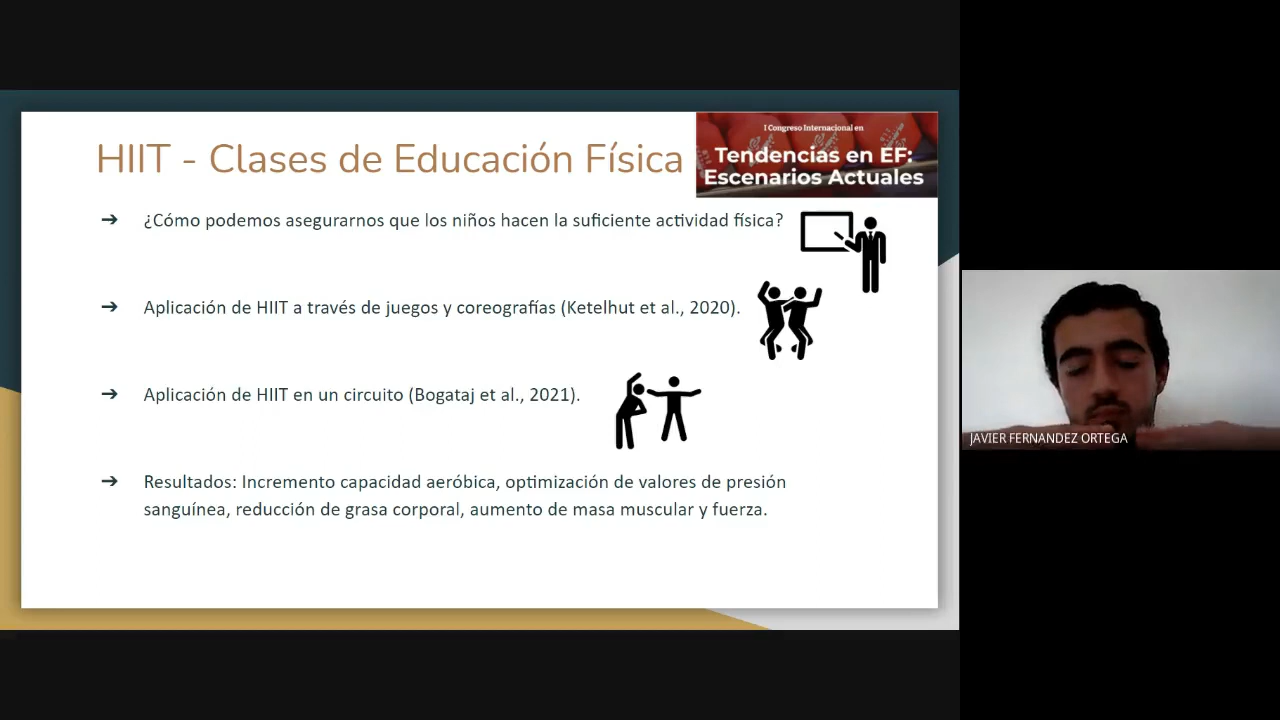 HIIT - Clases de Educación Física
I Congreso Internacional en
Tendencias en EF:
Escenarios Actuales
➔ ¿Cómo podemos asegurarnos que los niños hacen la suficiente actividad física?
➔ Aplicación de HIIT a través de juegos y coreografías (Ketelhut et al., 2020).
➔ Aplicación de HIIT en un circuito (Bogataj et al., 2021).
➔ Resultados: Incremento capacidad aeróbica, optimización de valores de presión
sanguínea, reducción de grasa corporal, aumento de masa muscular y fuerza.
JAVIER FERNANDEZ ORTEGA